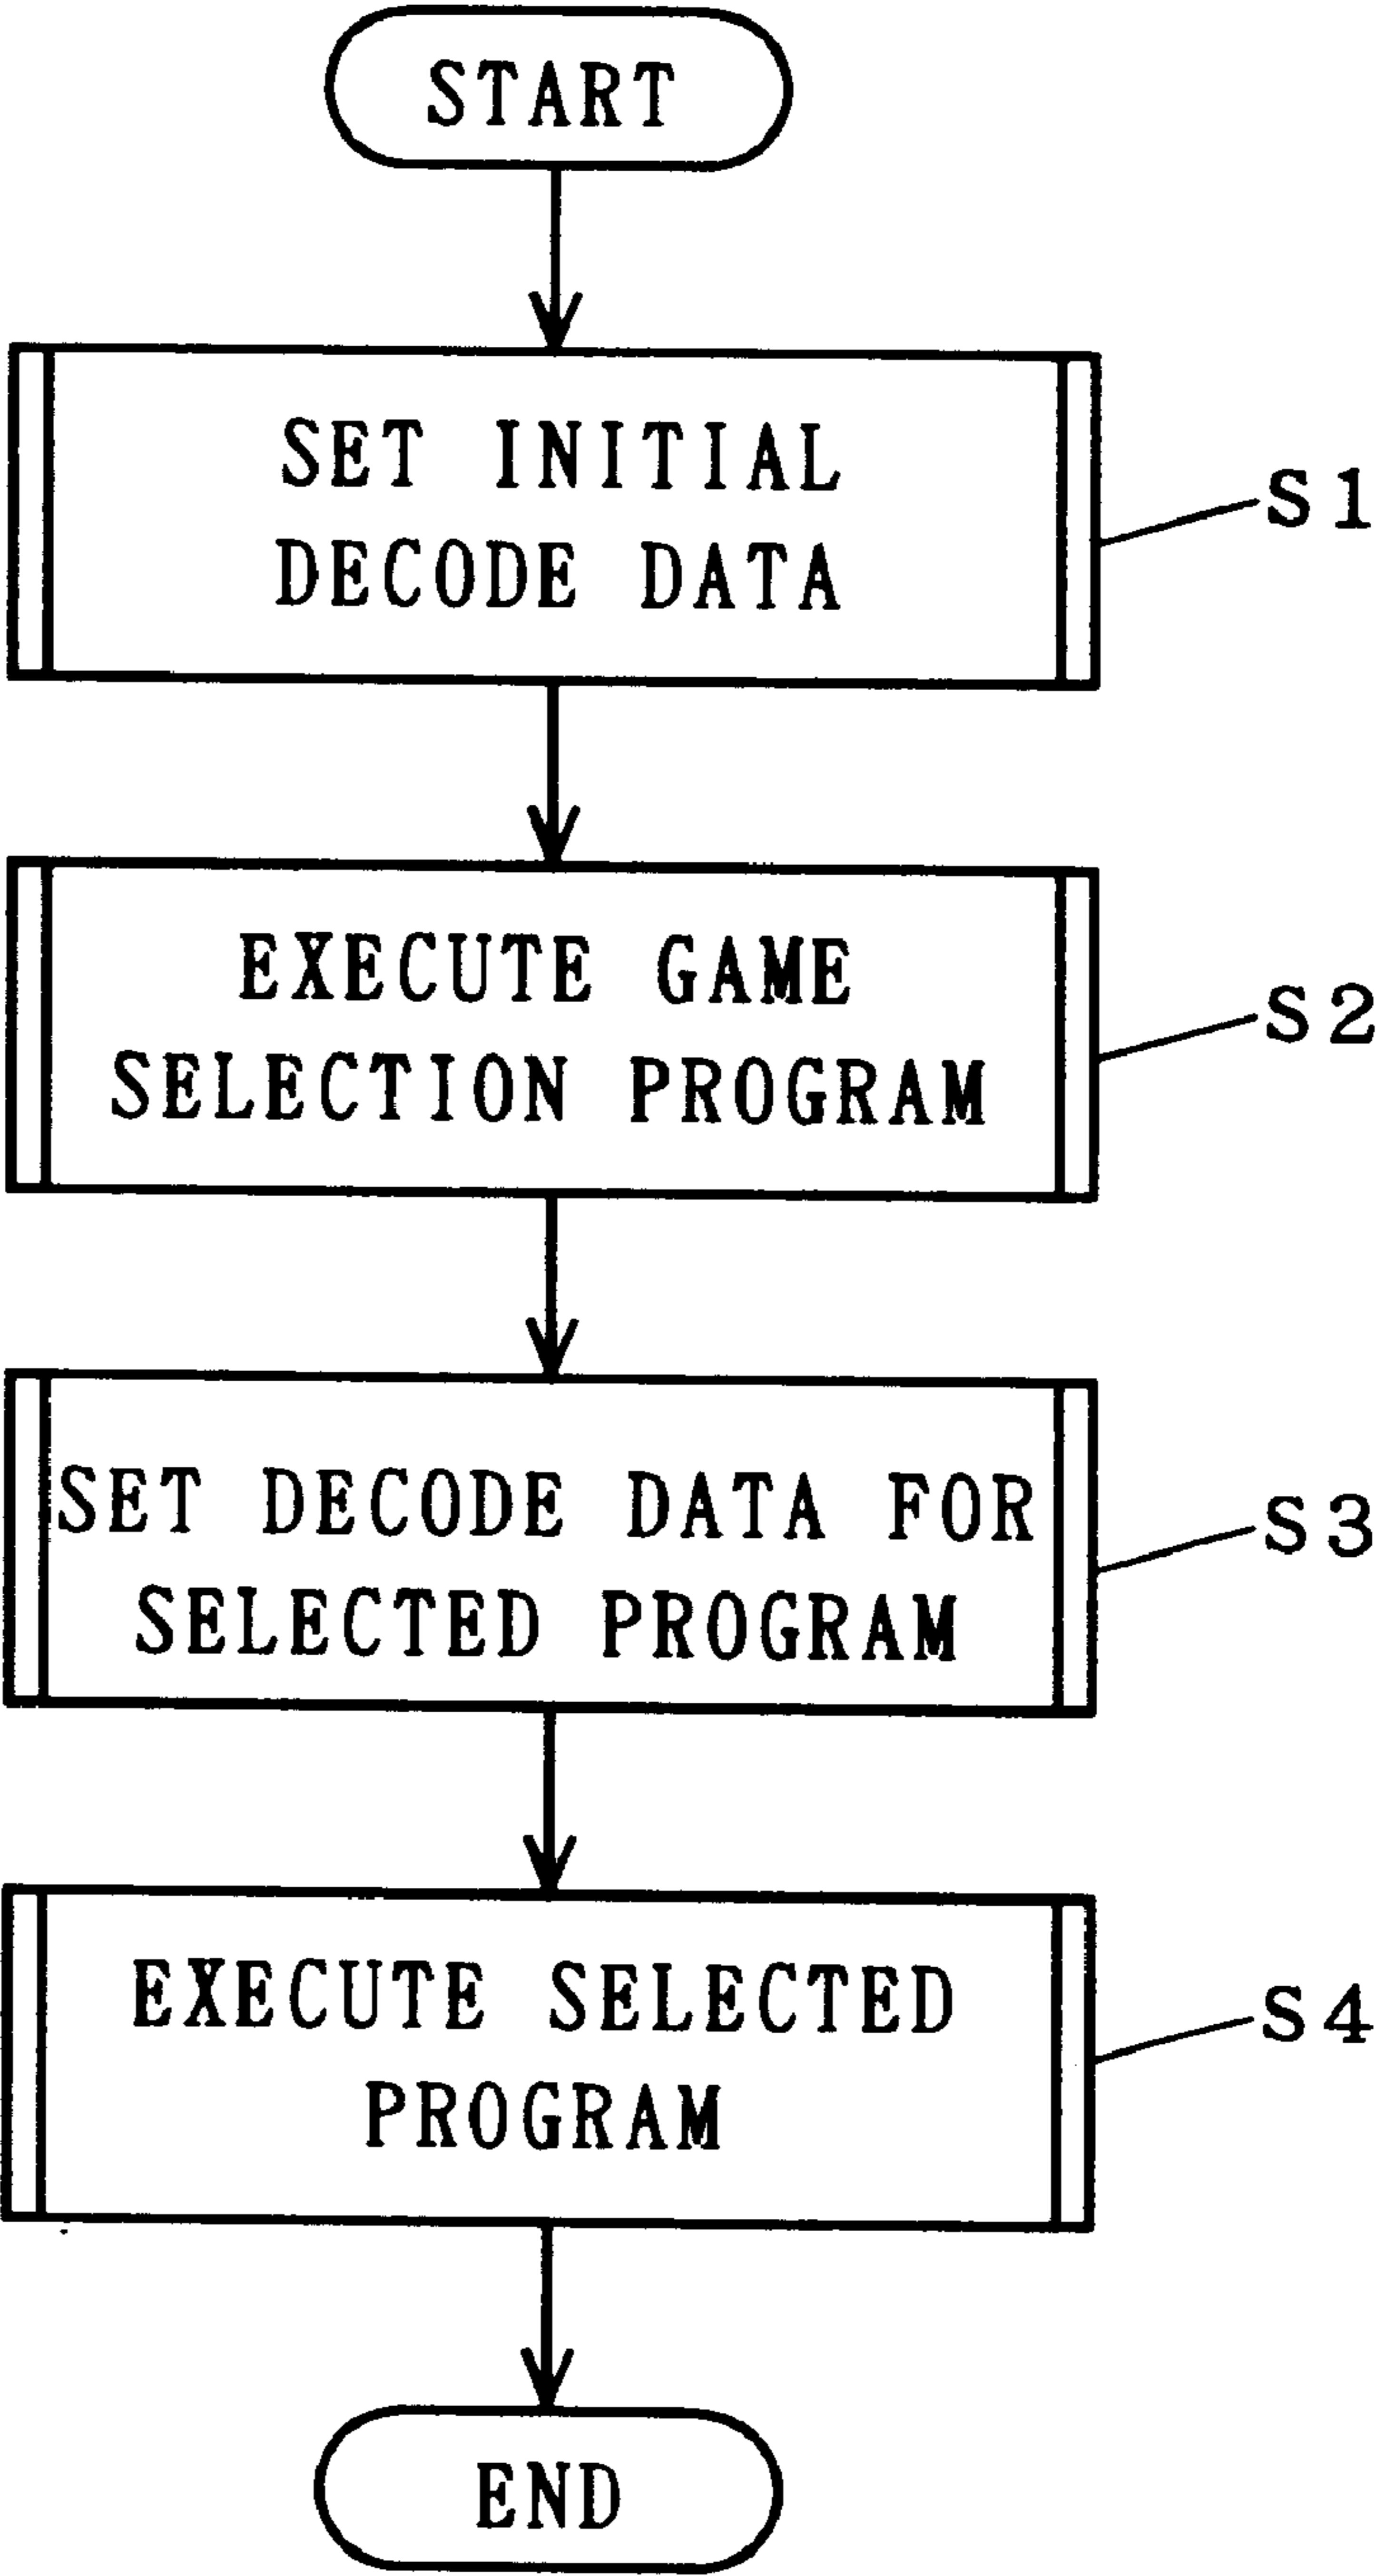 START
SET INITIAL
DECODE DATA
S1
EXECUTE GAME
SELECTION PROGRAM
S2
SET DECODE DATA FOR
SELECTED PROGRAM
S3
EXECUTE SELECTED
PROGRAM
S4
END